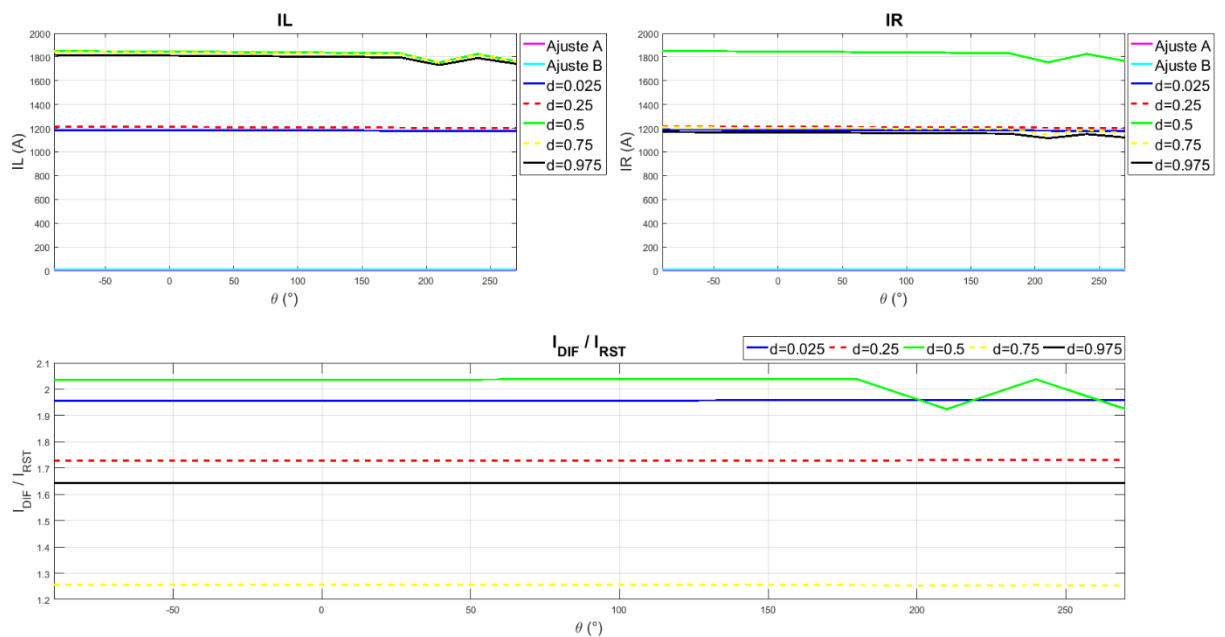 IL
IR
2000
1800
1600
1400
1200
1000
800
600
400
200
0
IL (A)
-50
0
50
100
150
200
250
θ (°)
Ajuste A
Ajuste B
d=0.025
d=0.25
d=0.5
d=0.75
d=0.975
2000
1800
1600
1400
1200
1000
800
600
400
200
0
IR (A)
-50
0
50
100
150
200
250
θ (°)
Ajuste A
Ajuste B
d=0.025
d=0.25
d=0.5
d=0.75
d=0.975
I_DIF / I_RST
d=0.025 d=0.25 d=0.5 d=0.75 d=0.975
2.1
2
1.9
1.8
1.7
1.6
1.5
1.4
1.3
1.2
I_DIF / I_RST
-50
0
50
100
150
200
250
θ (°)